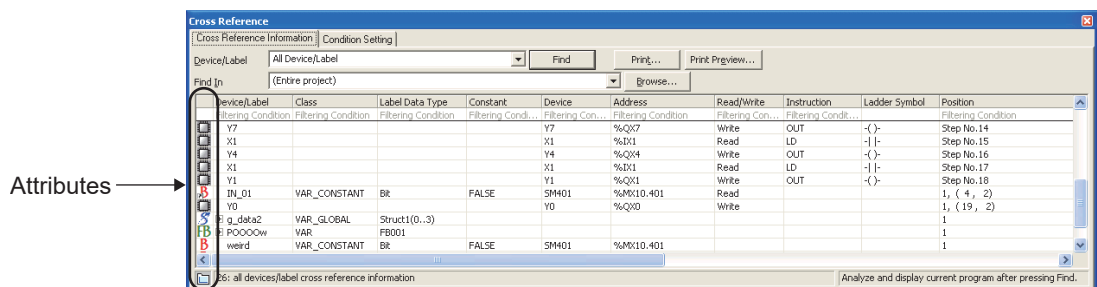 Cross Reference
Cross Reference Information Condition Setting
Device/Label All Device/Label Find Print... Print Preview...
Find In (Entire project) Browse...
Device/Label Class Label Data Type Constant Device Address Read/Write Instruction Ladder Symbol Position
Filtering Condition Filtering Condition Filtering Condition Filtering Condi... Filtering Con... Filtering Condition Filtering Con... Filtering Condit... Filtering Condition
Y7 Y7 %QX7 Write OUT -( )- Step No.14
X1 X1 %IX1 Read LD -| |- Step No.15
Y4 Y4 %QX4 Write OUT -( )- Step No.16
X1 X1 %IX1 Read LD -| |- Step No.17
Y1 Y1 %QX1 Write OUT -( )- Step No.18
B IN_01 VAR_CONSTANT Bit FALSE SM401 %MX10.401 Read 1, ( 4, 2)
Y0 Y0 %QX0 Write 1, ( 19, 2)
S g_data2 VAR_GLOBAL Struct1(0..3) 1
FB POOOOw VAR FB001 1
B weird VAR_CONSTANT Bit FALSE SM401 %MX10.401
26: all devices/label cross reference information Analyze and display current program after pressing Find.
Attributes